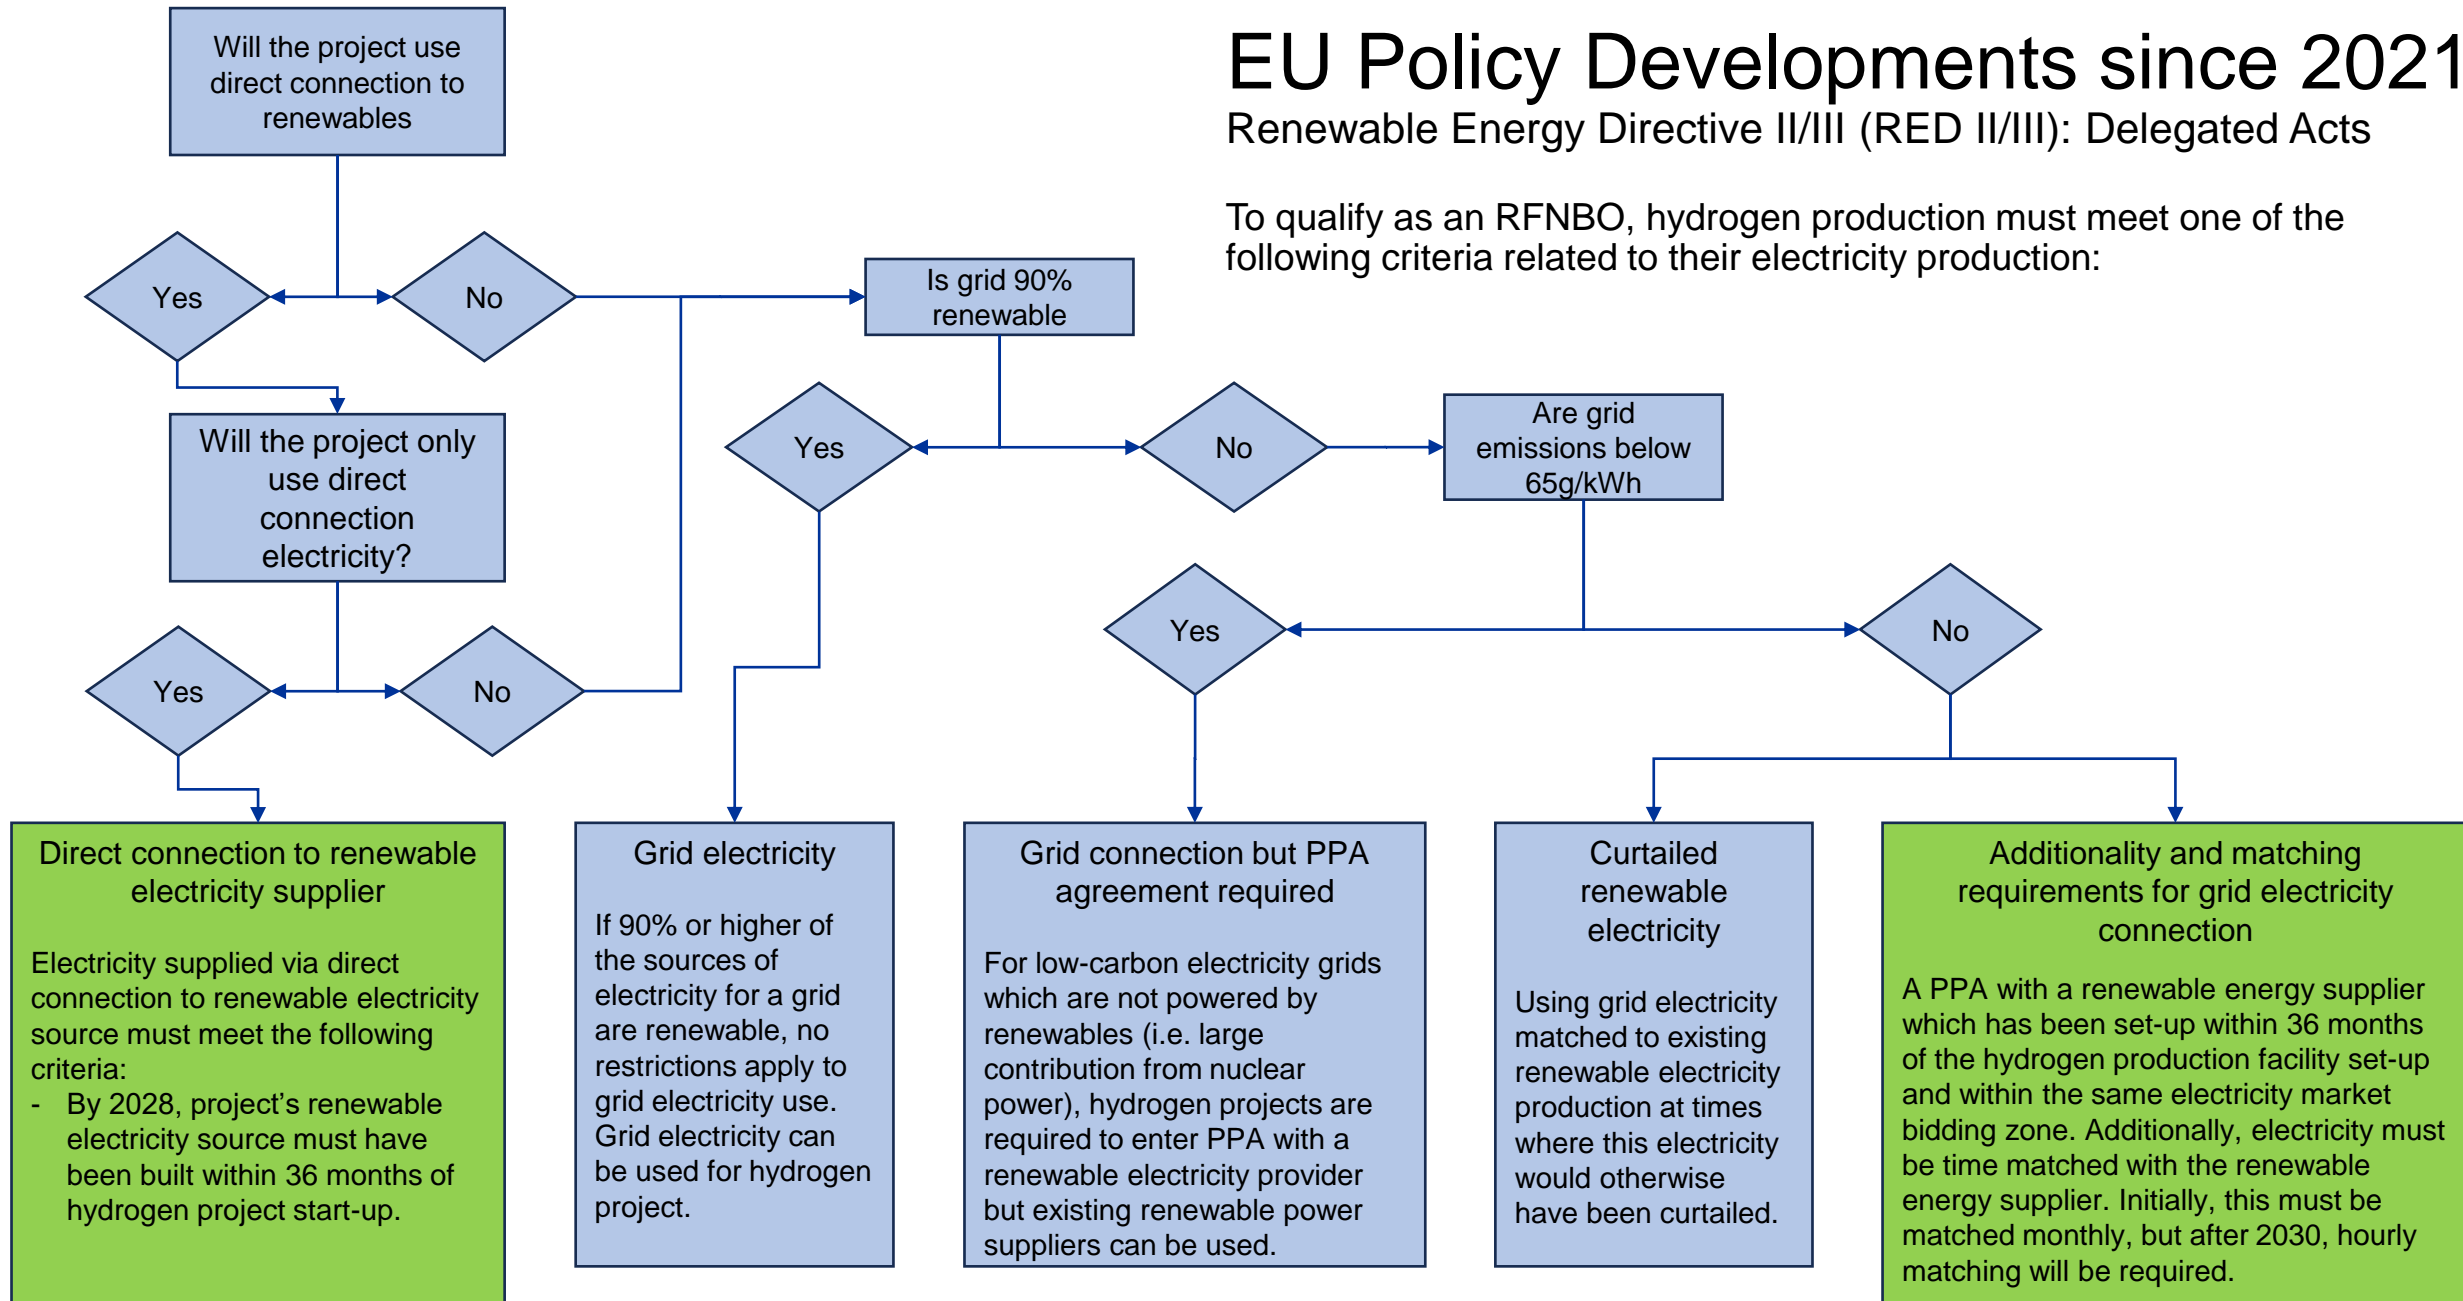 EU Policy Developments since 2021
Renewable Energy Directive II/III (RED II/III): Delegated Acts
To qualify as an RFNBO, hydrogen production must meet one of the
following criteria related to their electricity production:
Will the project use
direct connection to
renewables
Yes
No
Is grid 90%
renewable
Will the project only
use direct
connection
electricity?
Yes
No
Are grid
emissions below
65g/kWh
Yes
No
Yes
No
Direct connection to renewable
electricity supplier
Electricity supplied via direct
connection to renewable electricity
source must meet the following
criteria:
- By 2028, project’s renewable
electricity source must have
been built within 36 months of
hydrogen project start-up.
Grid electricity
If 90% or higher of
the sources of
electricity for a grid
are renewable, no
restrictions apply to
grid electricity use.
Grid electricity can
be used for hydrogen
project.
Grid connection but PPA
agreement required
For low-carbon electricity grids
which are not powered by
renewables (i.e. large
contribution from nuclear
power), hydrogen projects are
required to enter PPA with a
renewable electricity provider
but existing renewable power
suppliers can be used.
Curtailed
renewable
electricity
Using grid electricity
matched to existing
renewable electricity
production at times
where this electricity
would otherwise
have been curtailed.
Additionality and matching
requirements for grid electricity
connection
A PPA with a renewable energy supplier
which has been set-up within 36 months
of the hydrogen production facility set-up
and within the same electricity market
bidding zone. Additionally, electricity must
be time matched with the renewable
energy supplier. Initially, this must be
matched monthly, but after 2030, hourly
matching will be required.